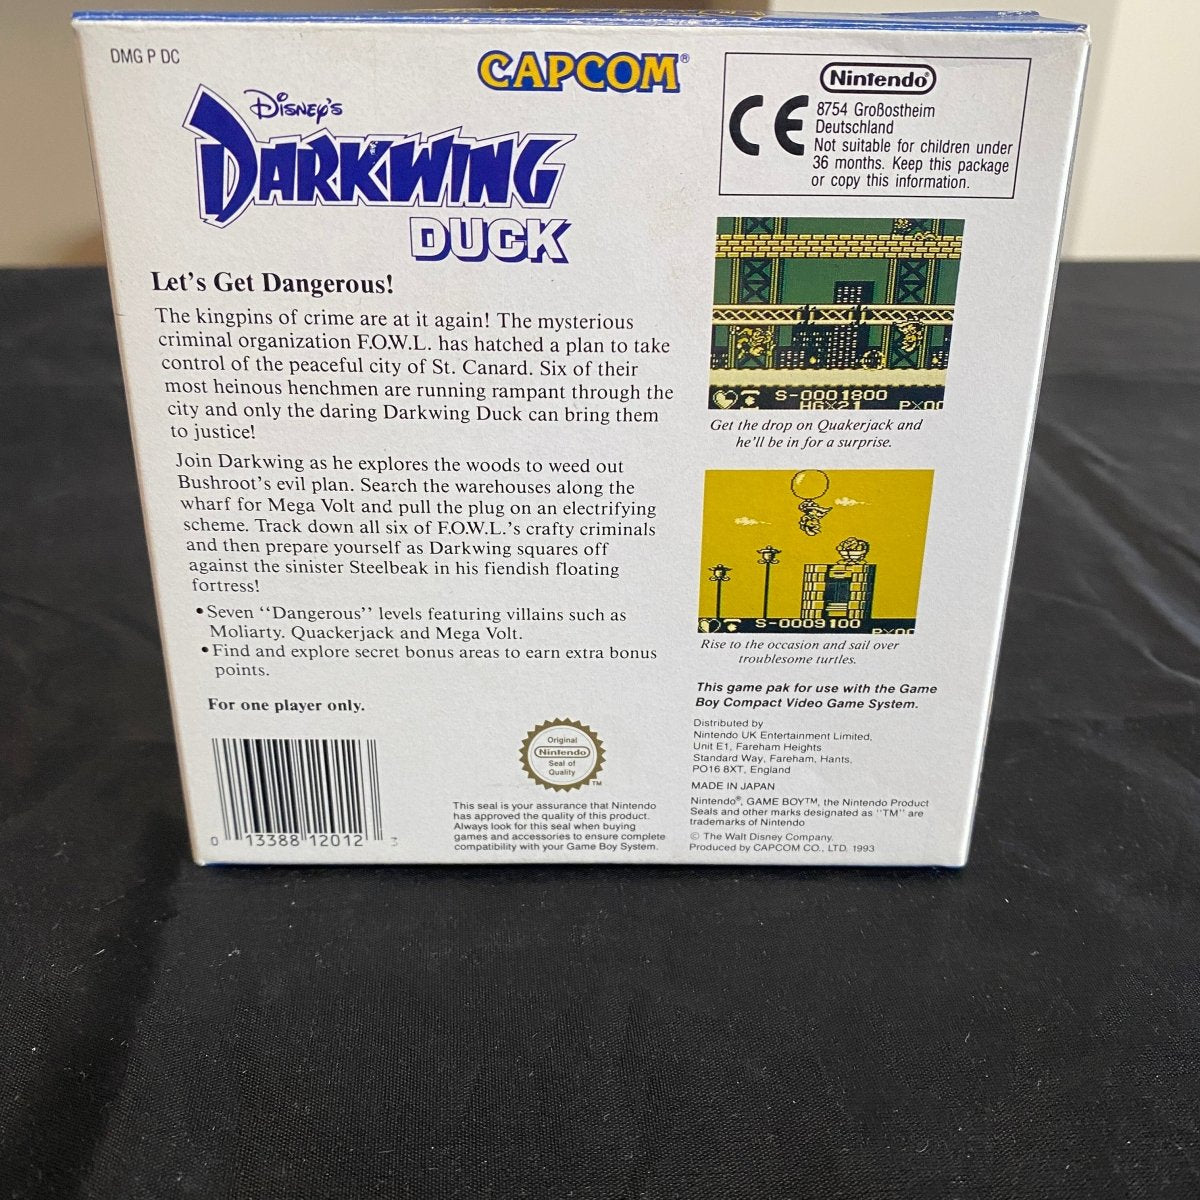 DMG P DC
CAPCOM®
Disney's
DARKWING
DUCK
Nintendo®
CE
8754 Großostheim
Deutschland
Not suitable for children under
36 months. Keep this package
or copy this information.
Let's Get Dangerous!
The kingpins of crime are at it again! The mysterious
criminal organization F.O.W.L. has hatched a plan to take
control of the peaceful city of St. Canard. Six of their
most heinous henchmen are running rampant through the
city and only the daring Darkwing Duck can bring them
to justice!
Join Darkwing as he explores the woods to weed out
Bushroot's evil plan. Search the warehouses along the
wharf for Mega Volt and pull the plug on an electrifying
scheme. Track down all six of F.O.W.L.'s crafty criminals
and then prepare yourself as Darkwing squares off
against the sinister Steelbeak in his fiendish floating
fortress!
•Seven "Dangerous" levels featuring villains such as
Moliarty. Quackerjack and Mega Volt.
•Find and explore secret bonus areas to earn extra bonus
points.
For one player only.
0 13388 12012 3
Original
Nintendo
Seal of
Quality
TM
This seal is your assurance that Nintendo
has approved the quality of this product.
Always look for this seal when buying
games and accessories to ensure complete
compatibility with your Game Boy System.
S-0001800
HG×21 P×00
Get the drop on Quakerjack and
he'll be in for a surprise.
S-0009100
P×00
Rise to the occasion and sail over
troublesome turtles.
This game pak for use with the Game
Boy Compact Video Game System.
Distributed by
Nintendo UK Entertainment Limited,
Unit E1, Fareham Heights
Standard Way, Fareham, Hants.
PO16 8XT, England
MADE IN JAPAN
Nintendo®, GAME BOY™, the Nintendo Product
Seals and other marks designated as "TM" are
trademarks of Nintendo
© The Walt Disney Company.
Produced by CAPCOM CO., LTD. 1993